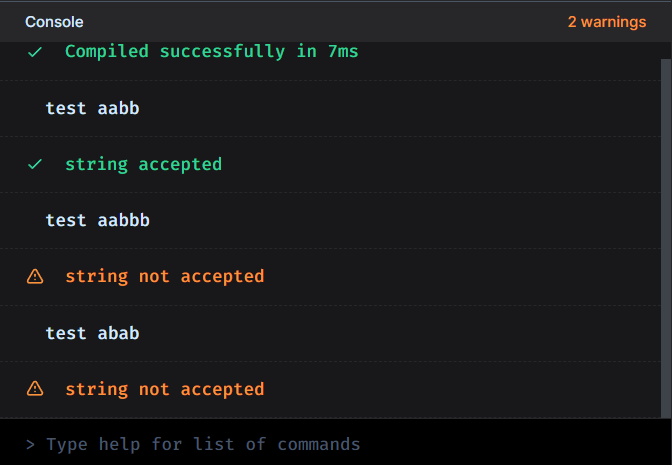 Console
2 warnings
Compiled successfully in 7ms
test aabb
string accepted
test aabbb
string not accepted
test abab
string not accepted
> Type help for list of commands